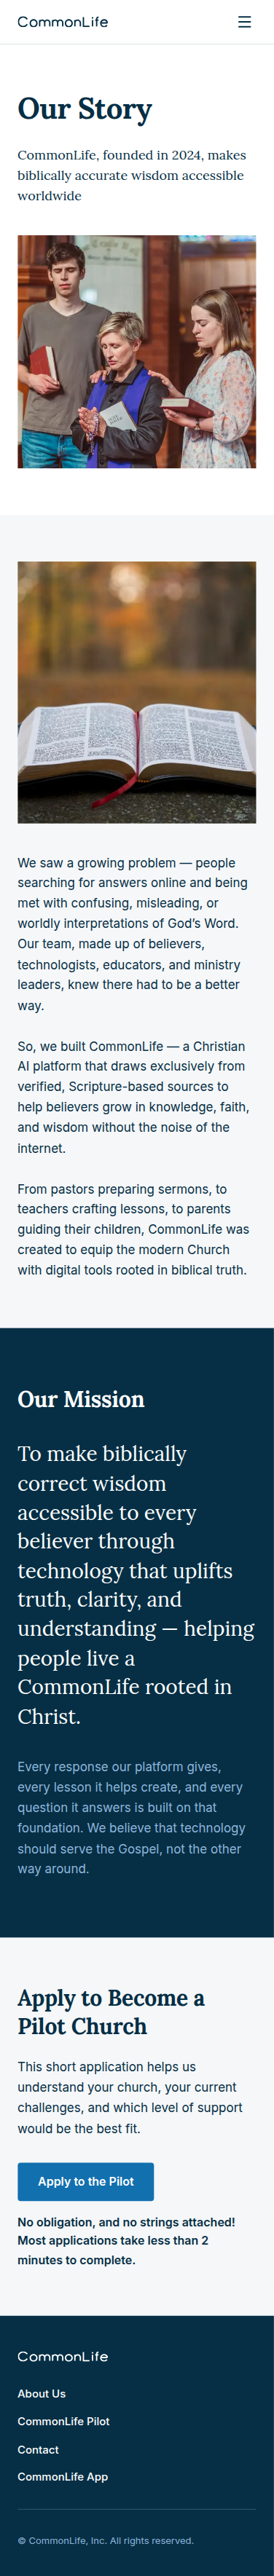 CommonLife
Our Story
CommonLife, founded in 2024, makes
biblically accurate wisdom accessible
worldwide
We saw a growing problem — people
searching for answers online and being
met with confusing, misleading, or
worldly interpretations of God’s Word.
Our team, made up of believers,
technologists, educators, and ministry
leaders, knew there had to be a better
way.
So, we built CommonLife — a Christian
AI platform that draws exclusively from
verified, Scripture-based sources to
help believers grow in knowledge, faith,
and wisdom without the noise of the
internet.
From pastors preparing sermons, to
teachers crafting lessons, to parents
guiding their children, CommonLife was
created to equip the modern Church
with digital tools rooted in biblical truth.
Our Mission
To make biblically
correct wisdom
accessible to every
believer through
technology that uplifts
truth, clarity, and
understanding — helping
people live a
CommonLife rooted in
Christ.
Every response our platform gives,
every lesson it helps create, and every
question it answers is built on that
foundation. We believe that technology
should serve the Gospel, not the other
way around.
Apply to Become a
Pilot Church
This short application helps us
understand your church, your current
challenges, and which level of support
would be the best fit.
Apply to the Pilot
No obligation, and no strings attached!
Most applications take less than 2
minutes to complete.
CommonLife
About Us
CommonLife Pilot
Contact
CommonLife App
© CommonLife, Inc. All rights reserved.